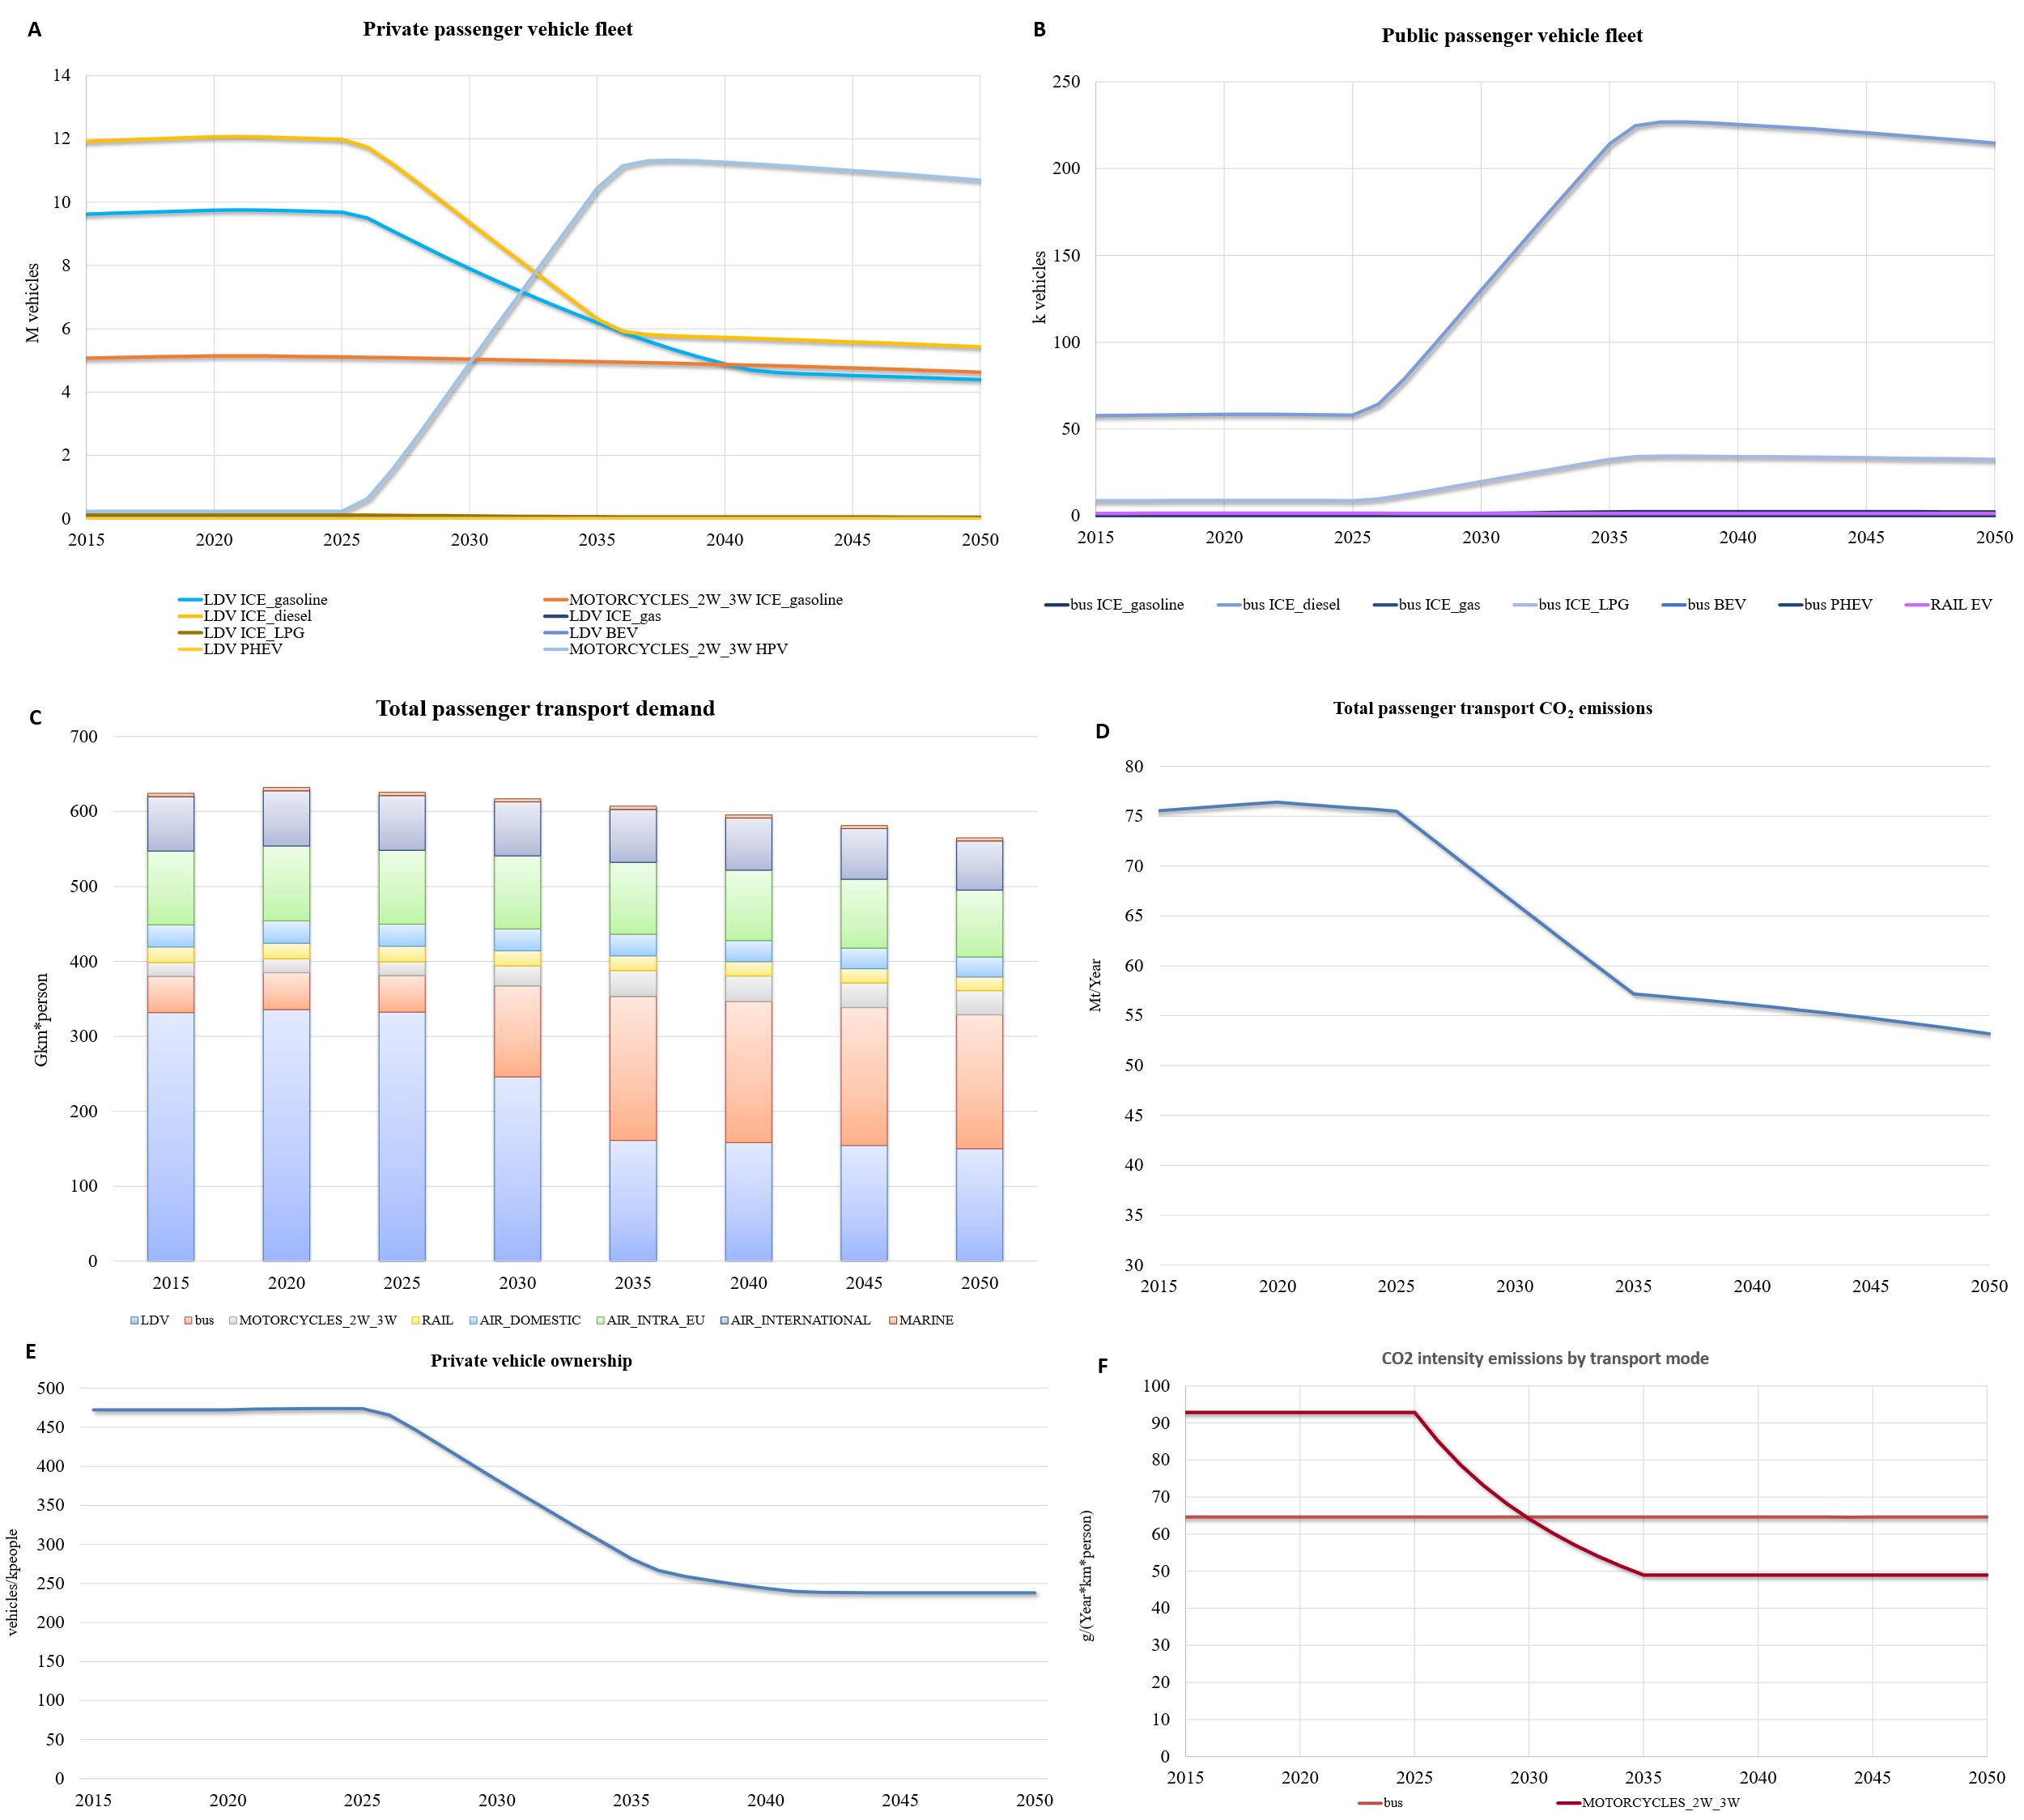 A
Private passenger vehicle fleet
M vehicles
14
12
10
8
6
4
2
0
2015 2020 2025 2030 2035 2040 2045 2050
LDV ICE_gasoline MOTORCYCLES_2W_3W ICE_gasoline
LDV ICE_diesel LDV ICE_gas
LDV ICE_LPG LDV BEV
LDV PHEV MOTORCYCLES_2W_3W HPV
B
Public passenger vehicle fleet
k vehicles
250
200
150
100
50
0
2015 2020 2025 2030 2035 2040 2045 2050
bus ICE_gasoline bus ICE_diesel bus ICE_gas bus ICE_LPG bus BEV bus PHEV RAIL EV
C
Total passenger transport demand
Gkm*person
700
600
500
400
300
200
100
0
2015 2020 2025 2030 2035 2040 2045 2050
LDV bus MOTORCYCLES_2W_3W RAIL AIR_DOMESTIC AIR_INTRA_EU AIR_INTERNATIONAL MARINE
D
Total passenger transport CO₂ emissions
Mt/Year
80
75
70
65
60
55
50
45
40
35
30
2015 2020 2025 2030 2035 2040 2045 2050
E
Private vehicle ownership
vehicles/kpeople
500
450
400
350
300
250
200
150
100
50
0
2015 2020 2025 2030 2035 2040 2045 2050
F
CO2 intensity emissions by transport mode
g/(Year*km*person)
100
90
80
70
60
50
40
30
20
10
0
2015 2020 2025 2030 2035 2040 2045 2050
bus MOTORCYCLES_2W_3W